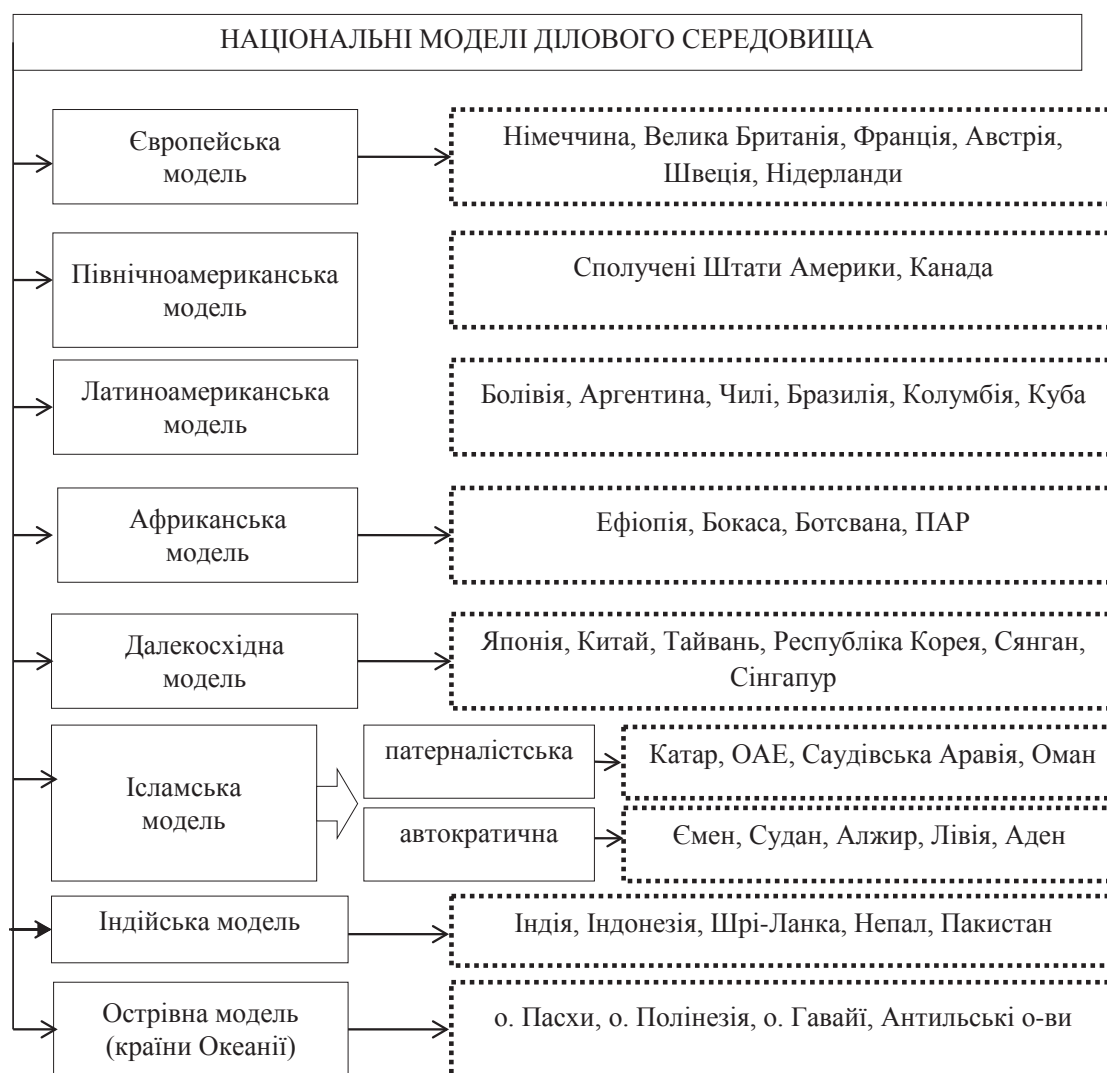 НАЦІОНАЛЬНІ МОДЕЛІ ДІЛОВОГО СЕРЕДОВИЩА
Європейська
модель
Німеччина, Велика Британія, Франція, Австрія,
Швеція, Нідерланди
Північноамериканська
модель
Сполучені Штати Америки, Канада
Латиноамериканська
модель
Болівія, Аргентина, Чилі, Бразилія, Колумбія, Куба
Африканська
модель
Ефіопія, Бокаса, Ботсвана, ПАР
Далекосхідна
модель
Японія, Китай, Тайвань, Республіка Корея, Сянган,
Сінгапур
Ісламська
модель
патерналістська
Катар, ОАЕ, Саудівська Аравія, Оман
автократична
Ємен, Судан, Алжир, Лівія, Аден
Індійська модель
Індія, Індонезія, Шрі-Ланка, Непал, Пакистан
Острівна модель
(країни Океанії)
о. Пасхи, о. Полінезія, о. Гавайї, Антильські о-ви